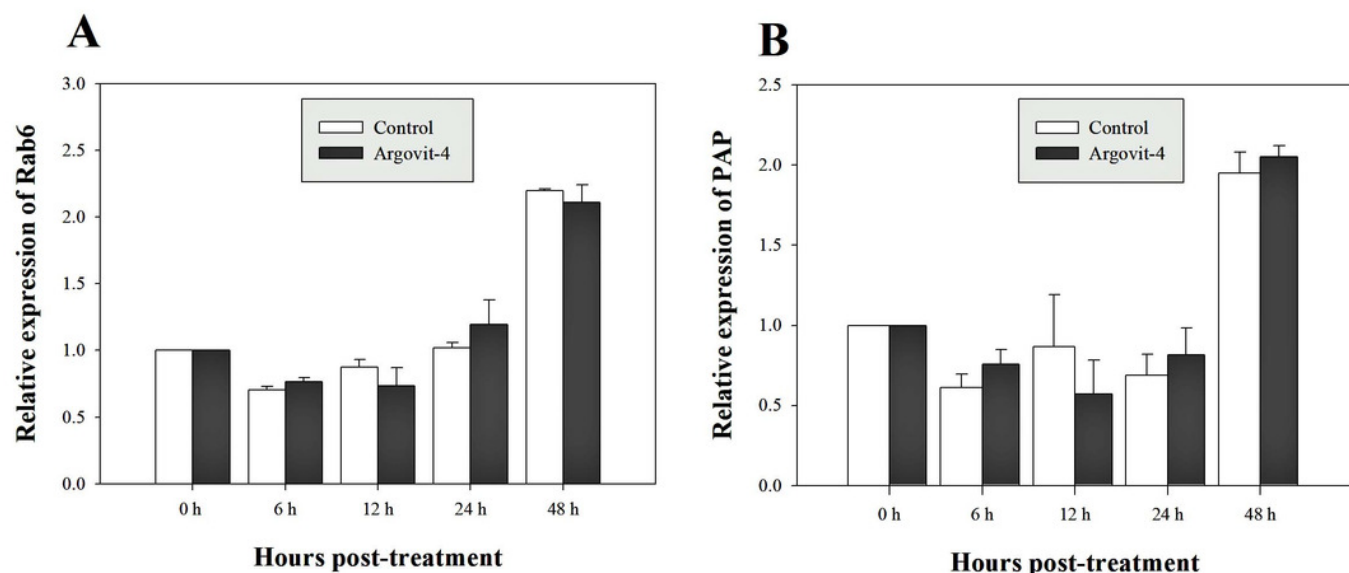 A
Relative expression of Rab6
3.0
2.5
2.0
1.5
1.0
0.5
0.0
Control
Argovit-4
0 h
6 h
12 h
24 h
48 h
Hours post-treatment
B
Relative expression of PAP
2.5
2.0
1.5
1.0
0.5
0.0
Control
Argovit-4
0 h
6 h
12 h
24 h
48 h
Hours post-treatment